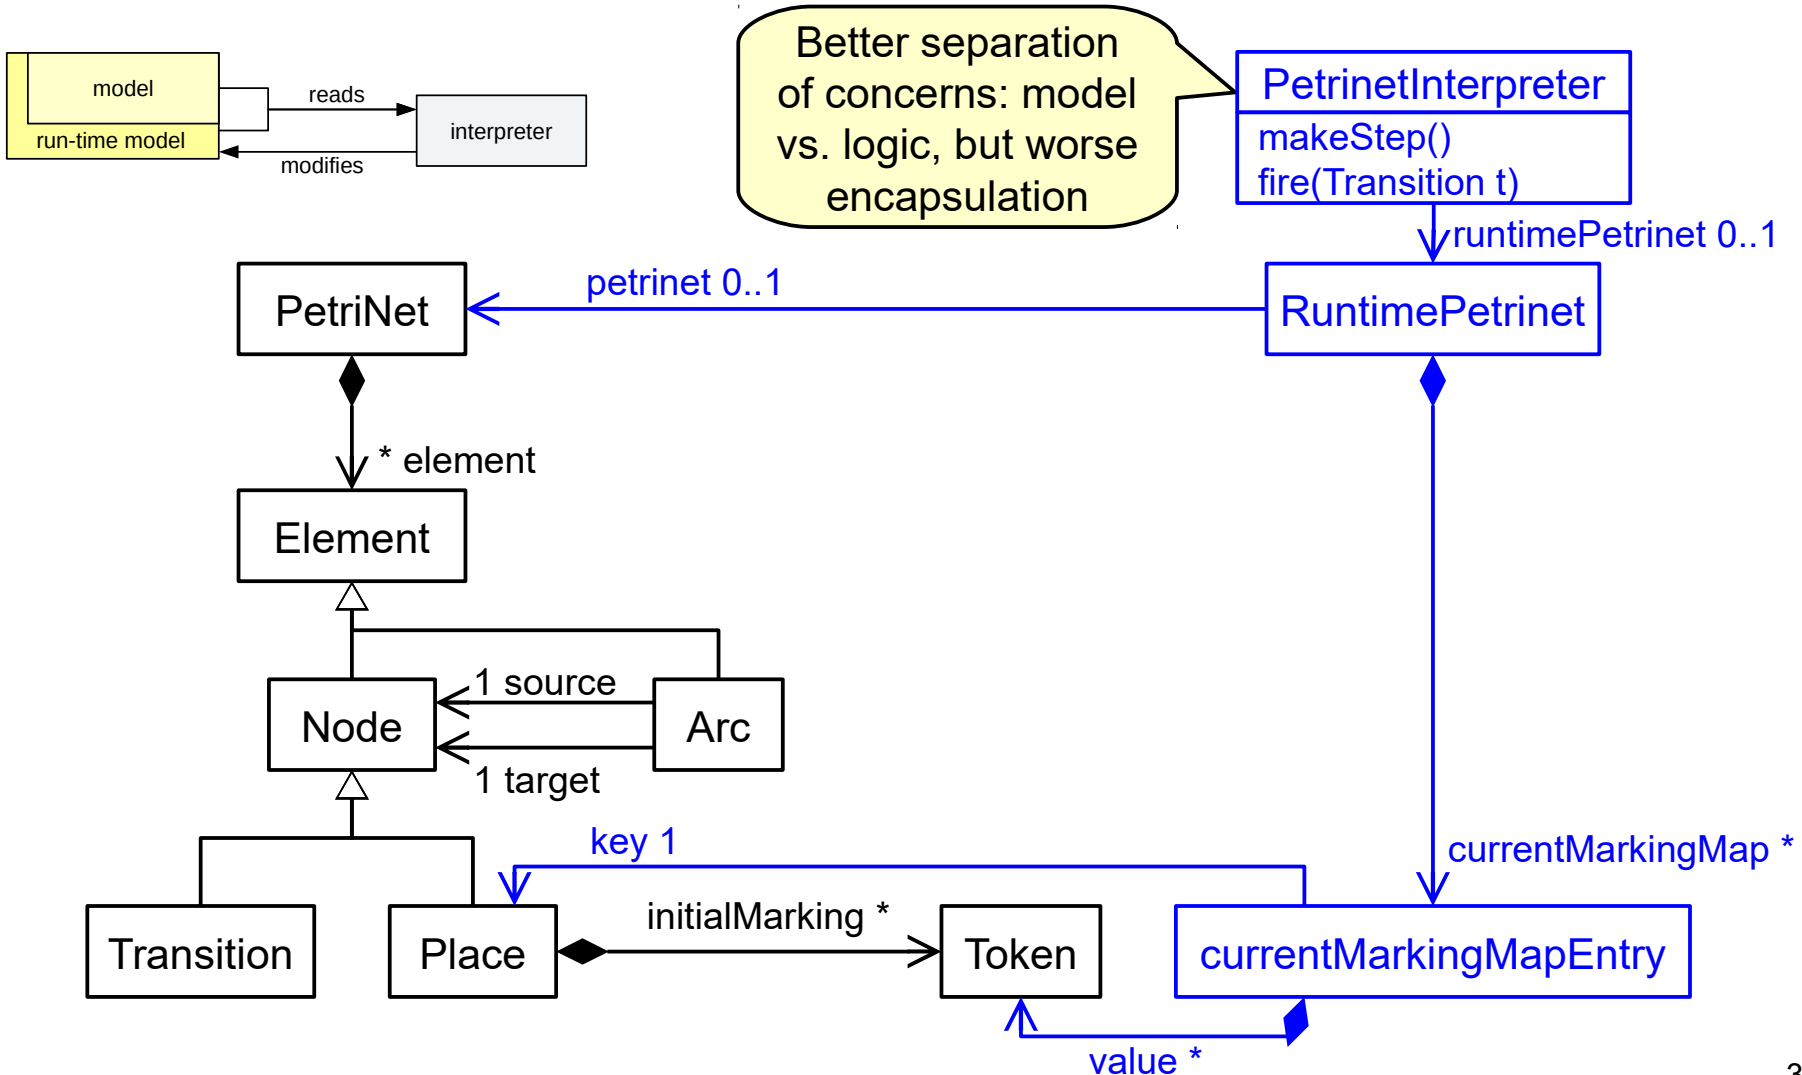 model
run-time model
reads
modifies
interpreter
Better separation
of concerns: model
vs. logic, but worse
encapsulation
PetrinetInterpreter
makeStep()
fire(Transition t)
runtimePetrinet 0..1
petrinet 0..1
PetriNet
RuntimePetrinet
* element
Element
1 source
Node
Arc
1 target
key 1
currentMarkingMap *
initialMarking *
Transition
Place
Token
currentMarkingMapEntry
value *